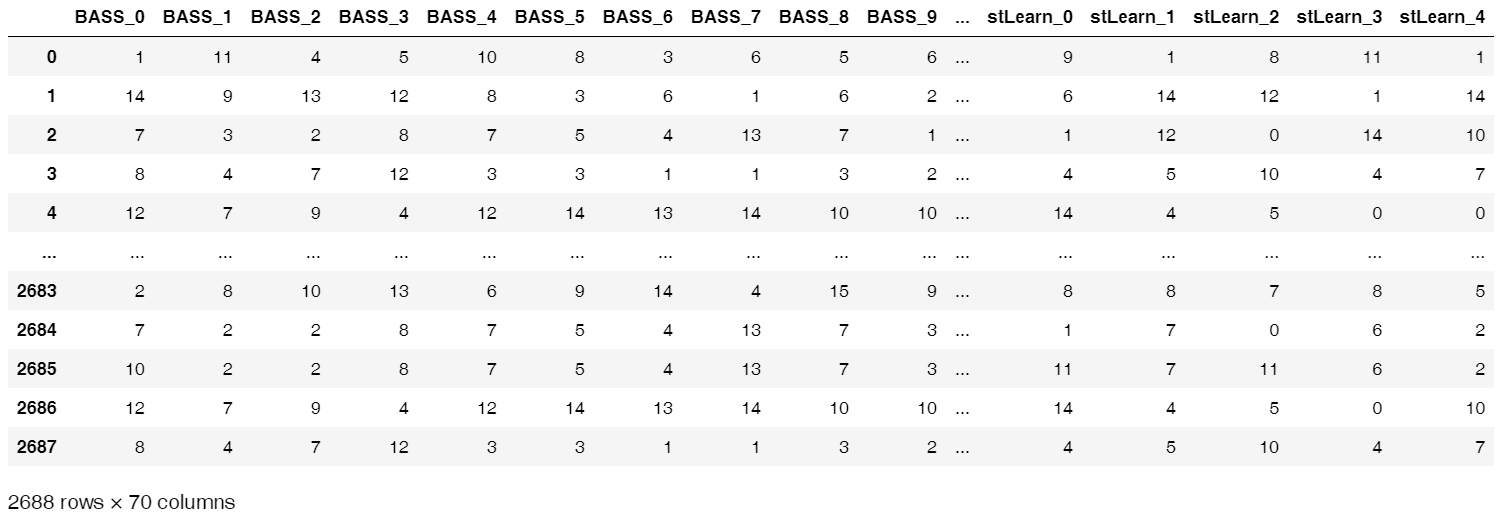 BASS_0 BASS_1 BASS_2 BASS_3 BASS_4 BASS_5 BASS_6 BASS_7 BASS_8 BASS_9 ... stLearn_0 stLearn_1 stLearn_2 stLearn_3 stLearn_4
0 1 11 4 5 10 8 3 6 5 6 ... 9 1 8 11 1
1 14 9 13 12 8 3 6 1 6 2 ... 6 14 12 1 14
2 7 3 2 8 7 5 4 13 7 1 ... 1 12 0 14 10
3 8 4 7 12 3 3 1 1 3 2 ... 4 5 10 4 7
4 12 7 9 4 12 14 13 14 10 10 ... 14 4 5 0 0
... ... ... ... ... ... ... ... ... ... ... ... ... ... ... ... ...
2683 2 8 10 13 6 9 14 4 15 9 ... 8 8 7 8 5
2684 7 2 2 8 7 5 4 13 7 3 ... 1 7 0 6 2
2685 10 2 2 8 7 5 4 13 7 3 ... 11 7 11 6 2
2686 12 7 9 4 12 14 13 14 10 10 ... 14 4 5 0 10
2687 8 4 7 12 3 3 1 1 3 2 ... 4 5 10 4 7
2688 rows × 70 columns